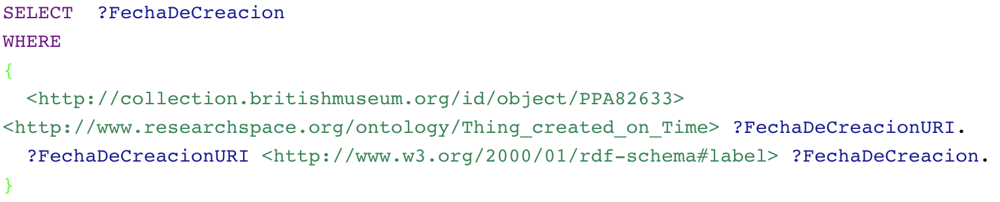 SELECT  ?FechaDeCreacion
WHERE
{
  <http://collection.britishmuseum.org/id/object/PPA82633>
<http://www.researchspace.org/ontology/Thing_created_on_Time> ?FechaDeCreacionURI.
  ?FechaDeCreacionURI <http://www.w3.org/2000/01/rdf-schema#label> ?FechaDeCreacion.
}